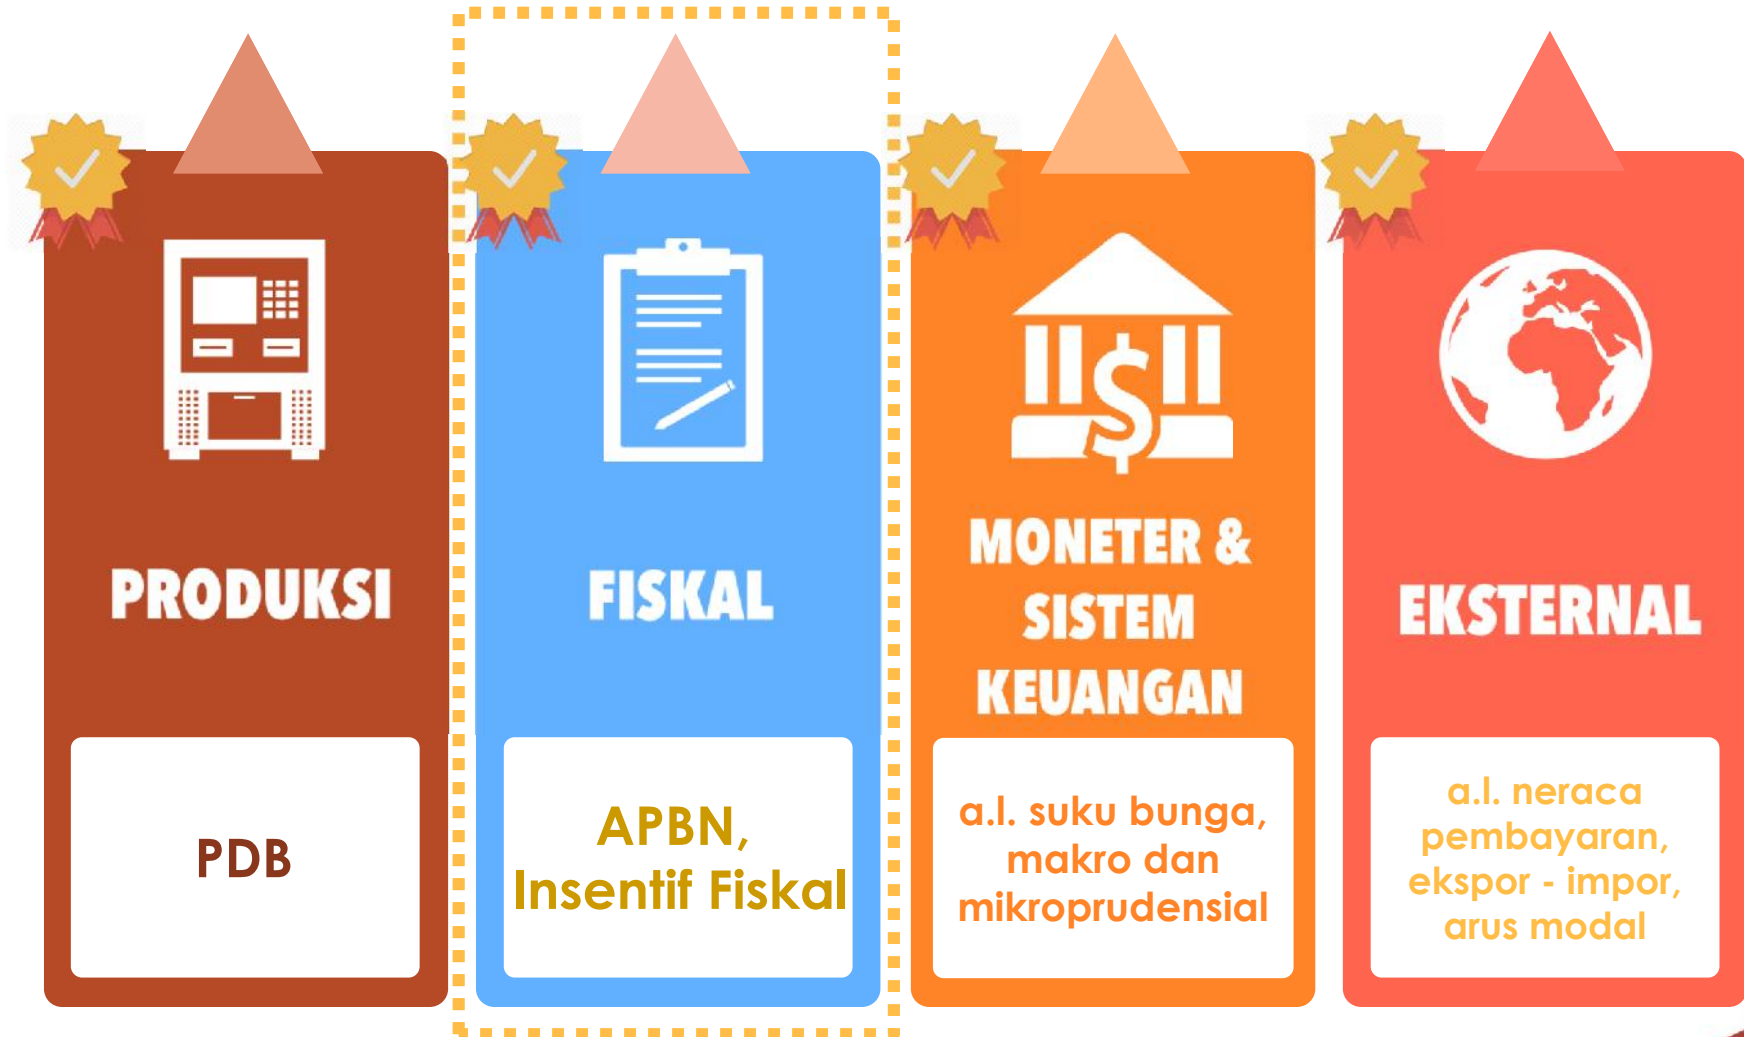 PRODUKSI
PDB
FISKAL
APBN,
Insentif Fiskal
MONETER &
SISTEM
KEUANGAN
a.l. suku bunga,
makro dan
mikroprudensial
EKSTERNAL
a.l. neraca
pembayaran,
ekspor - impor,
arus modal